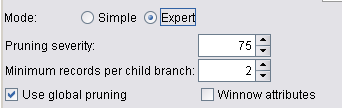 Mode: Simple Expert
Pruning severity: 75
Minimum records per child branch: 2
Use global pruning Winnow attributes